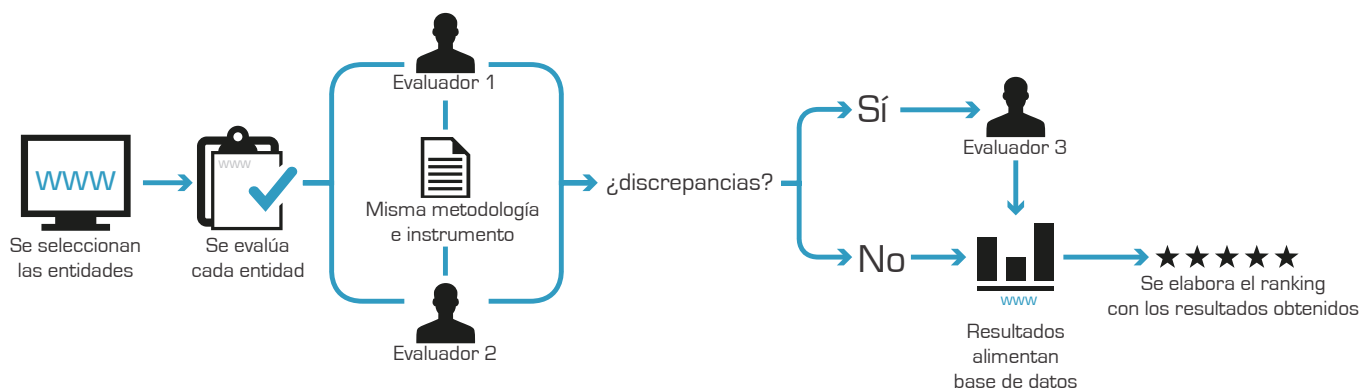 www
Se seleccionan
las entidades
www
Se evalúa
cada entidad
Evaluador 1
Misma metodología
e instrumento
Evaluador 2
¿discrepancias?
Sí
Evaluador 3
No
www
Resultados
alimentan
base de datos
Se elabora el ranking
con los resultados obtenidos